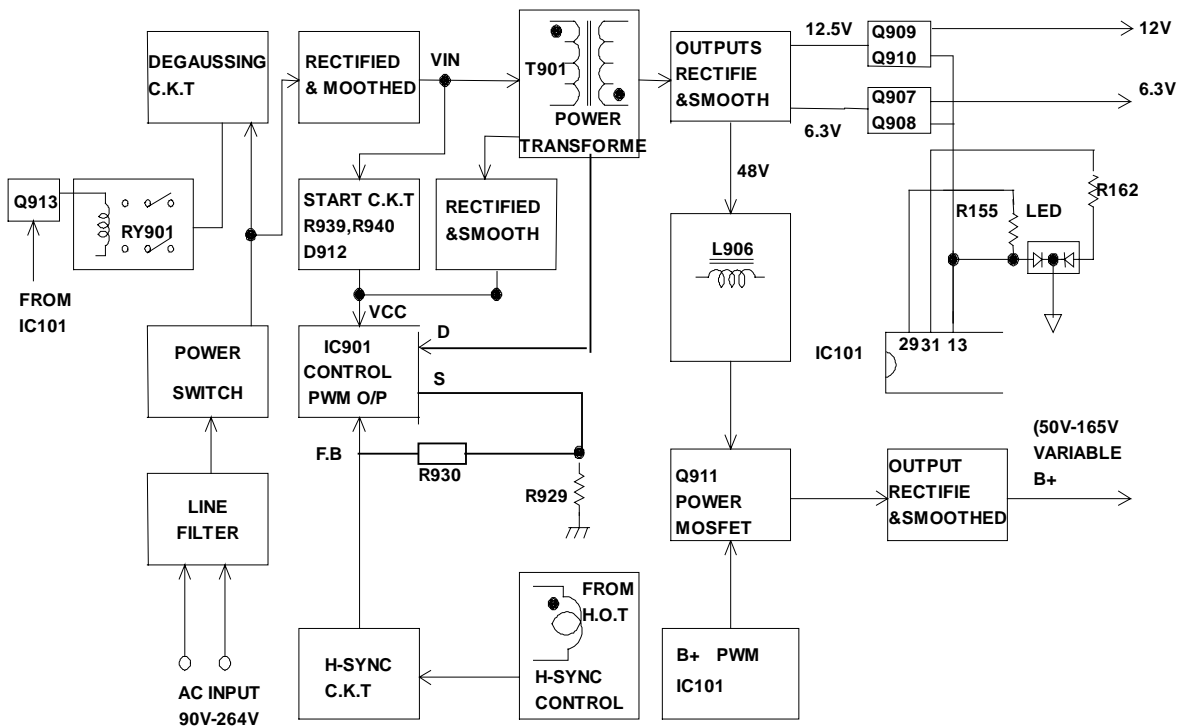 DEGAUSSING
C.K.T
RECTIFIED
& MOOTHED
VIN
T901
POWER
TRANSFORME
OUTPUTS
RECTIFIE
&SMOOTH
12.5V
Q909
Q910
12V
6.3V
Q907
Q908
6.3V
48V
Q913
RY901
FROM
IC101
START C.K.T
R939,R940
D912
RECTIFIED
&SMOOTH
L906
R155
LED
R162
IC101
29 31 13
VCC
D
S
IC901
CONTROL
PWM O/P
POWER
SWITCH
F.B
R930
R929
LINE
FILTER
Q911
POWER
MOSFET
OUTPUT
RECTIFIE
&SMOOTHED
(50V-165V
VARIABLE
B+
AC INPUT
90V-264V
H-SYNC
C.K.T
FROM
H.O.T
H-SYNC
CONTROL
B+ PWM
IC101